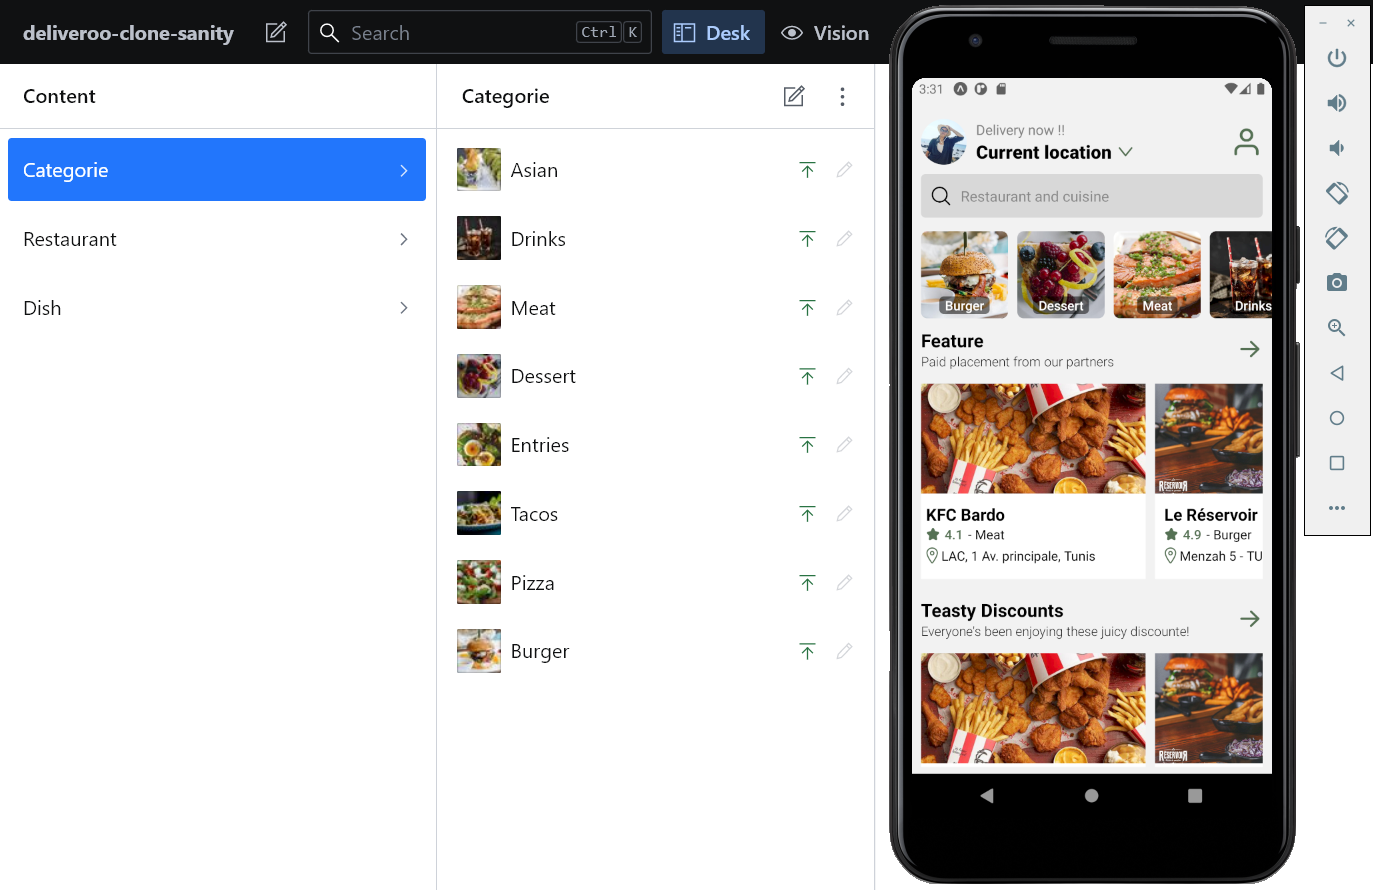 deliveroo-clone-sanity
Search
Ctrl K
Desk
Vision
Content
Categorie
Restaurant
Dish
Categorie
Asian
Drinks
Meat
Dessert
Entries
Tacos
Pizza
Burger
3:31
Delivery now !!
Current location
Restaurant and cuisine
Burger
Dessert
Meat
Drinks
Feature
Paid placement from our partners
RÉSERVOIR
KFC Bardo
4.1 - Meat
LAC, 1 Av. principale, Tunis
Le Réservoir
4.9 - Burger
Menzah 5 - TU
Teasty Discounts
Everyone's been enjoying these juicy discounte!
RÉSERVOIR